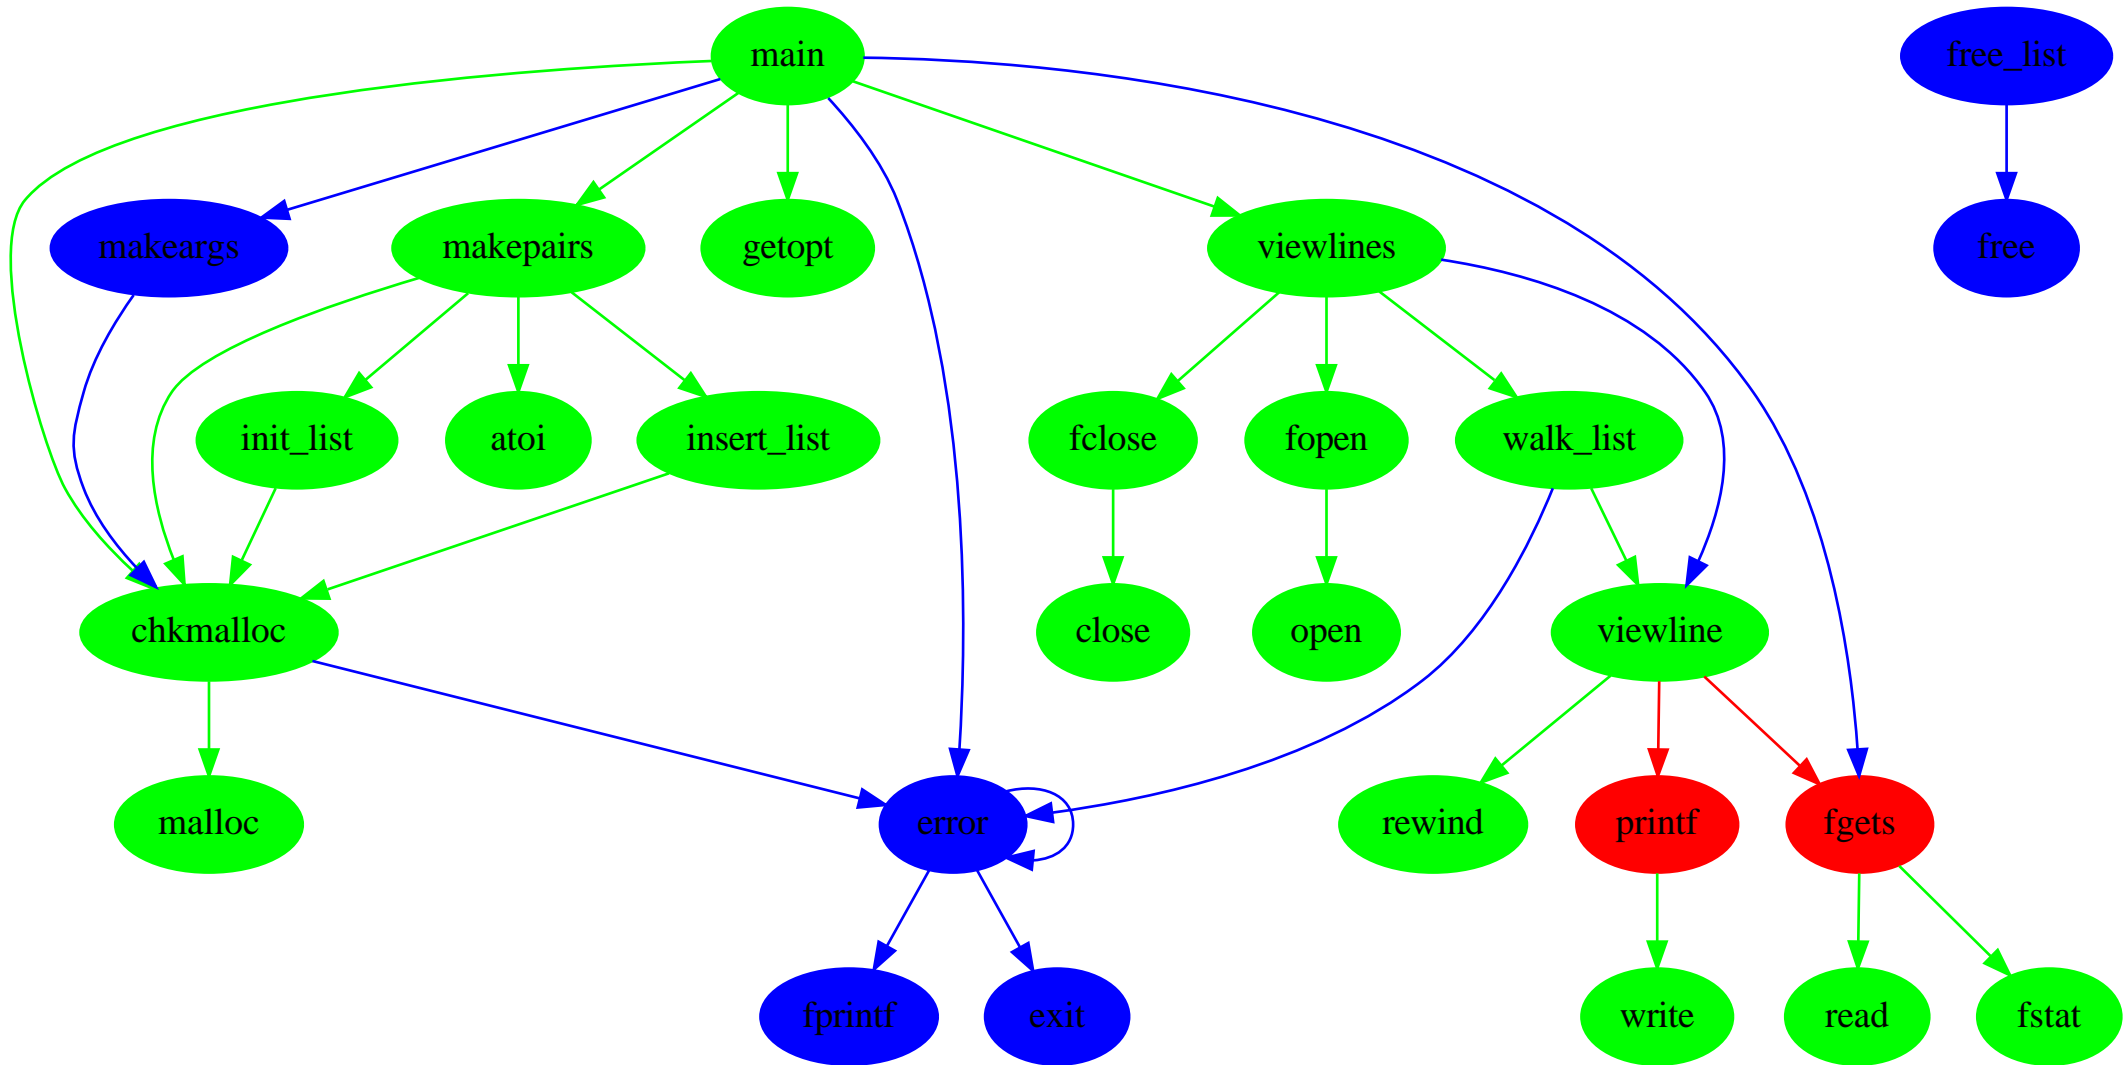 main
free_list
makeargs
makepairs
getopt
viewlines
free
init_list
atoi
insert_list
fclose
fopen
walk_list
chkmalloc
close
open
viewline
malloc
error
rewind
printf
fgets
fprintf
exit
write
read
fstat